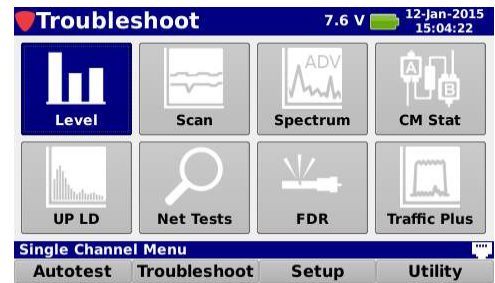 Troubleshoot 7.6 V 12-Jan-2015
15:04:22
ADV A B
Level Scan Spectrum CM Stat
UP LD Net Tests FDR Traffic Plus
Single Channel Menu
Autotest Troubleshoot Setup Utility